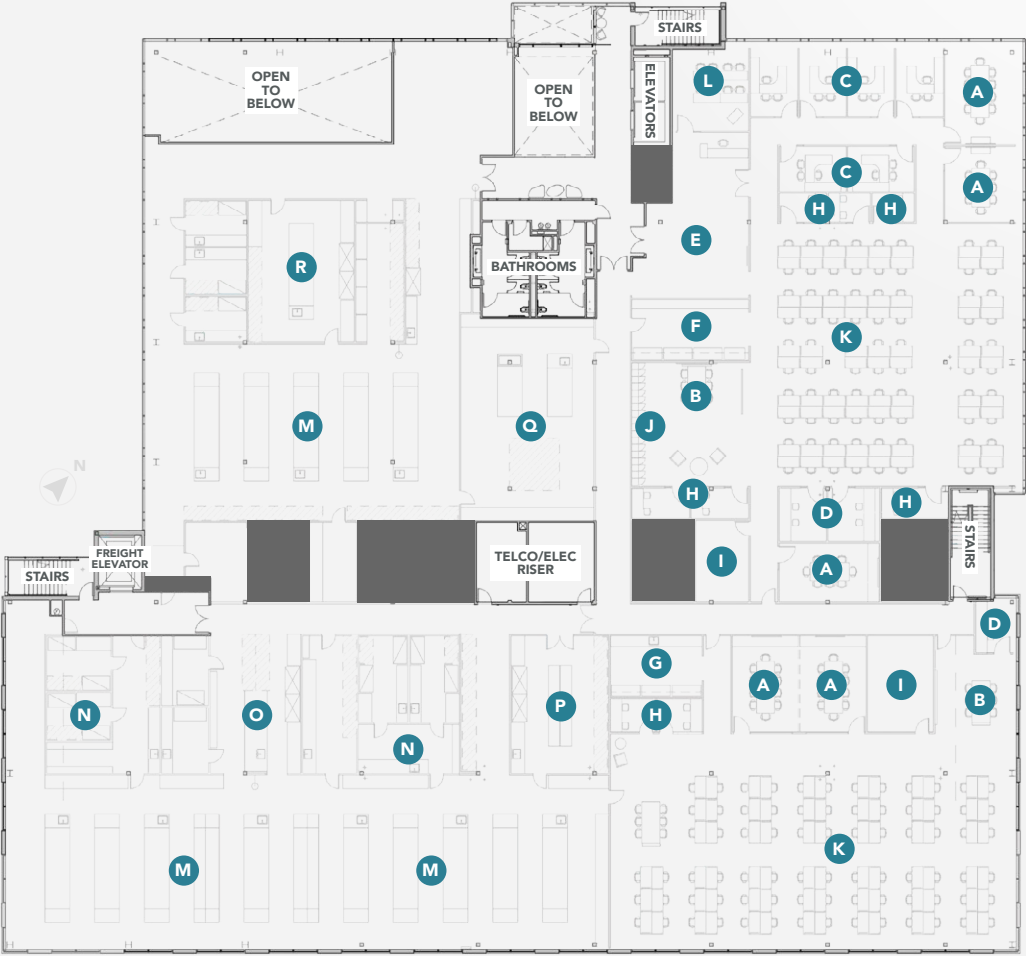 STAIRS
OPEN
TO
BELOW
OPEN
TO
BELOW
ELEVATORS
L
C
A
C
A
H
H
E
R
BATHROOMS
F
K
B
M
Q
J
N
H
H
D
STAIRS
FREIGHT
ELEVATOR
STAIRS
TELCO/ELEC
RISER
I
A
D
G
A
A
I
B
N
O
P
H
N
K
M
M